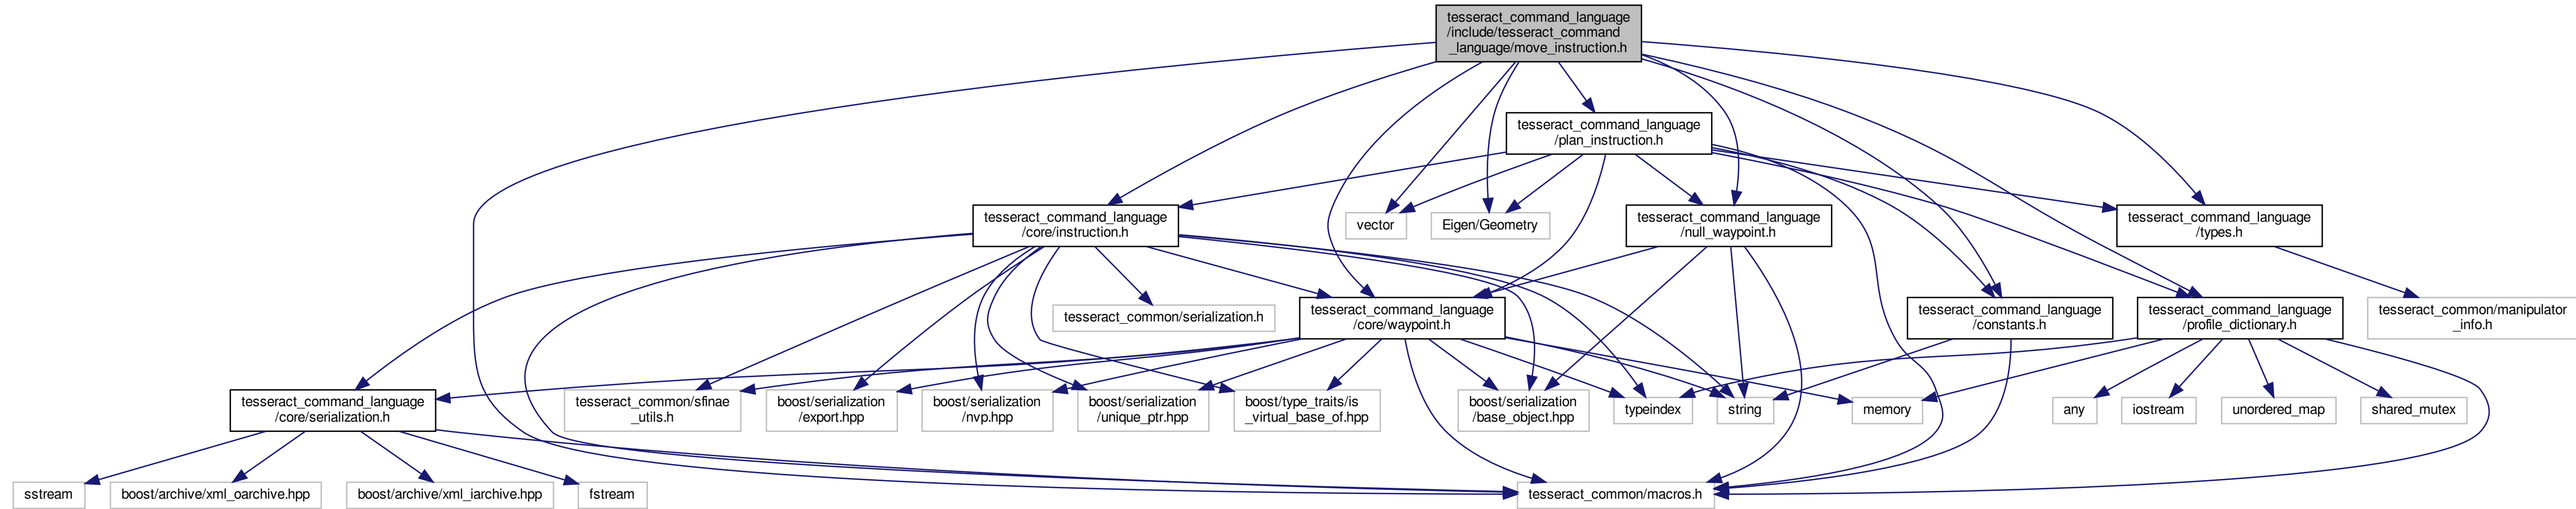 tesseract_command_language
/include/tesseract_command
_language/move_instruction.h
tesseract_command_language
/plan_instruction.h
tesseract_command_language
/core/instruction.h
vector
Eigen/Geometry
tesseract_command_language
/null_waypoint.h
tesseract_command_language
/types.h
tesseract_common/serialization.h
tesseract_command_language
/core/waypoint.h
tesseract_command_language
/constants.h
tesseract_command_language
/profile_dictionary.h
tesseract_common/manipulator
_info.h
tesseract_command_language
/core/serialization.h
tesseract_common/sfinae
_utils.h
boost/serialization
/export.hpp
boost/serialization
/nvp.hpp
boost/serialization
/unique_ptr.hpp
boost/type_traits/is
_virtual_base_of.hpp
boost/serialization
/base_object.hpp
typeindex
string
memory
any
iostream
unordered_map
shared_mutex
sstream
boost/archive/xml_oarchive.hpp
boost/archive/xml_iarchive.hpp
fstream
tesseract_common/macros.h